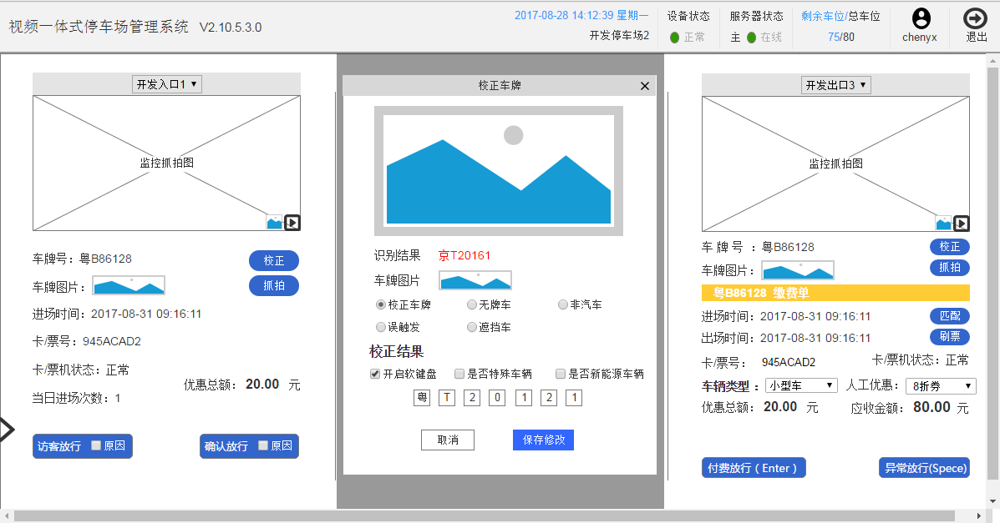 视频一体式停车场管理系统 V2.10.5.3.0
2017-08-28 14:12:39 星期一
开发停车场2
设备状态
正常
服务器状态
主 在线
剩余车位/总车位
75/80
chenyx
退出
开发入口1
监控抓拍图
车牌号：粤B86128
校正
车牌图片：
抓拍
进场时间：2017-08-31 09:16:11
卡/票号：945ACAD2
卡/票机状态：正常
优惠总额： 20.00 元
当日进场次数：1
访客放行 原因
确认放行 原因
校正车牌
识别结果 京T20161
车牌图片
校正车牌 无牌车 非汽车
误触发 遮挡车
校正结果
开启软键盘 是否特殊车辆 是否新能源车辆
粤 T 2 0 1 2 1
取消 保存修改
开发出口3
监控抓拍图
车 牌 号 ：粤B86128
校正
车牌图片：
抓拍
粤B86128 缴费单
进场时间：2017-08-31 09:16:11
匹配
出场时间：2017-08-31 09:16:11
刷票
卡/票号： 945ACAD2 卡/票机状态：正常
车辆类型 ： 小型车 人工优惠： 8折券
优惠总额： 20.00 元 应收金额： 80.00 元
付费放行（Enter）
异常放行(Spece)